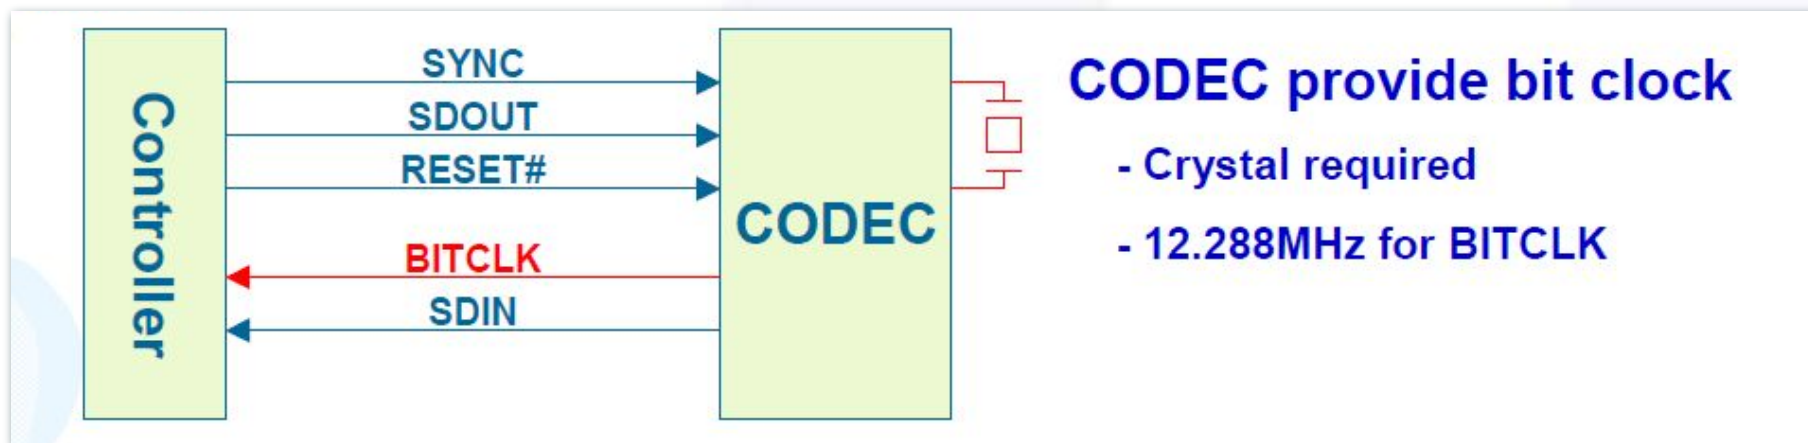 Controller
SYNC
SDOUT
RESET#
BITCLK
SDIN
CODEC
CODEC provide bit clock
- Crystal required
- 12.288MHz for BITCLK